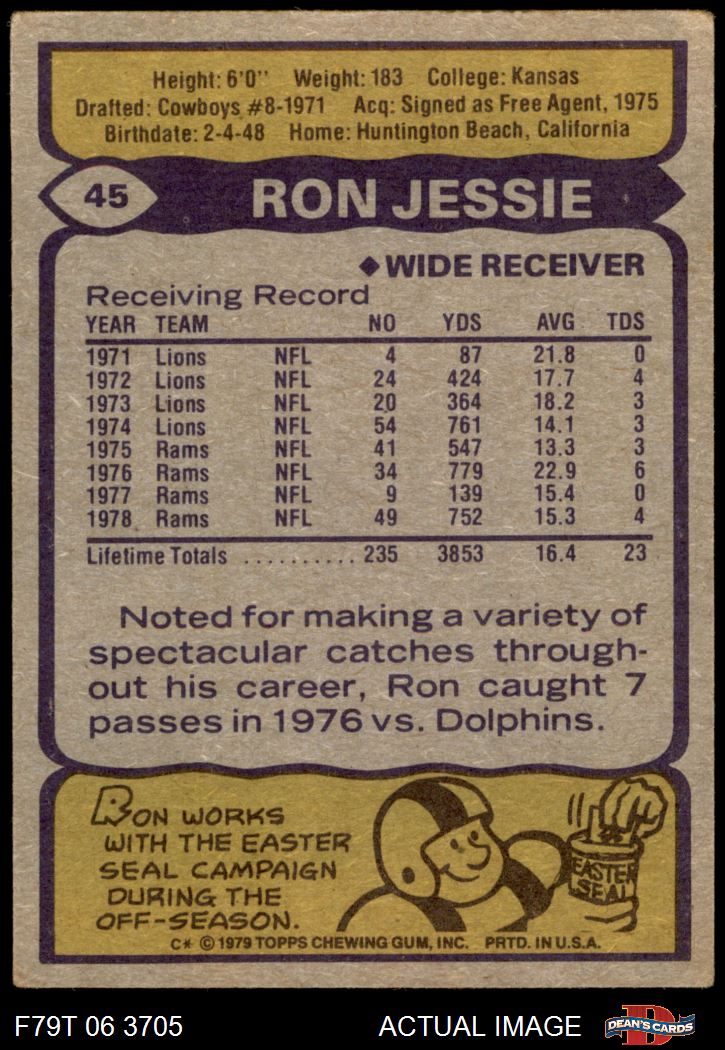 Height: 6'0" Weight: 183 College: Kansas
Drafted: Cowboys #8-1971 Acq: Signed as Free Agent, 1975
Birthdate: 2-4-48 Home: Huntington Beach, California
45 RON JESSIE
◆WIDE RECEIVER
Receiving Record
YEAR TEAM NO YDS AVG TDS
1971 Lions NFL 4 87 21.8 0
1972 Lions NFL 24 424 17.7 4
1973 Lions NFL 20 364 18.2 3
1974 Lions NFL 54 761 14.1 3
1975 Rams NFL 41 547 13.3 3
1976 Rams NFL 34 779 22.9 6
1977 Rams NFL 9 139 15.4 0
1978 Rams NFL 49 752 15.3 4
Lifetime Totals .......... 235 3853 16.4 23
Noted for making a variety of
spectacular catches through-
out his career, Ron caught 7
passes in 1976 vs. Dolphins.
RON WORKS
WITH THE EASTER
SEAL CAMPAIGN
DURING THE
OFF-SEASON.
EASTER
SEAL
C* © 1979 TOPPS CHEWING GUM, INC. PRTD. IN U.S.A.
F79T 06 3705 ACTUAL IMAGE
D
DEAN'S CARDS